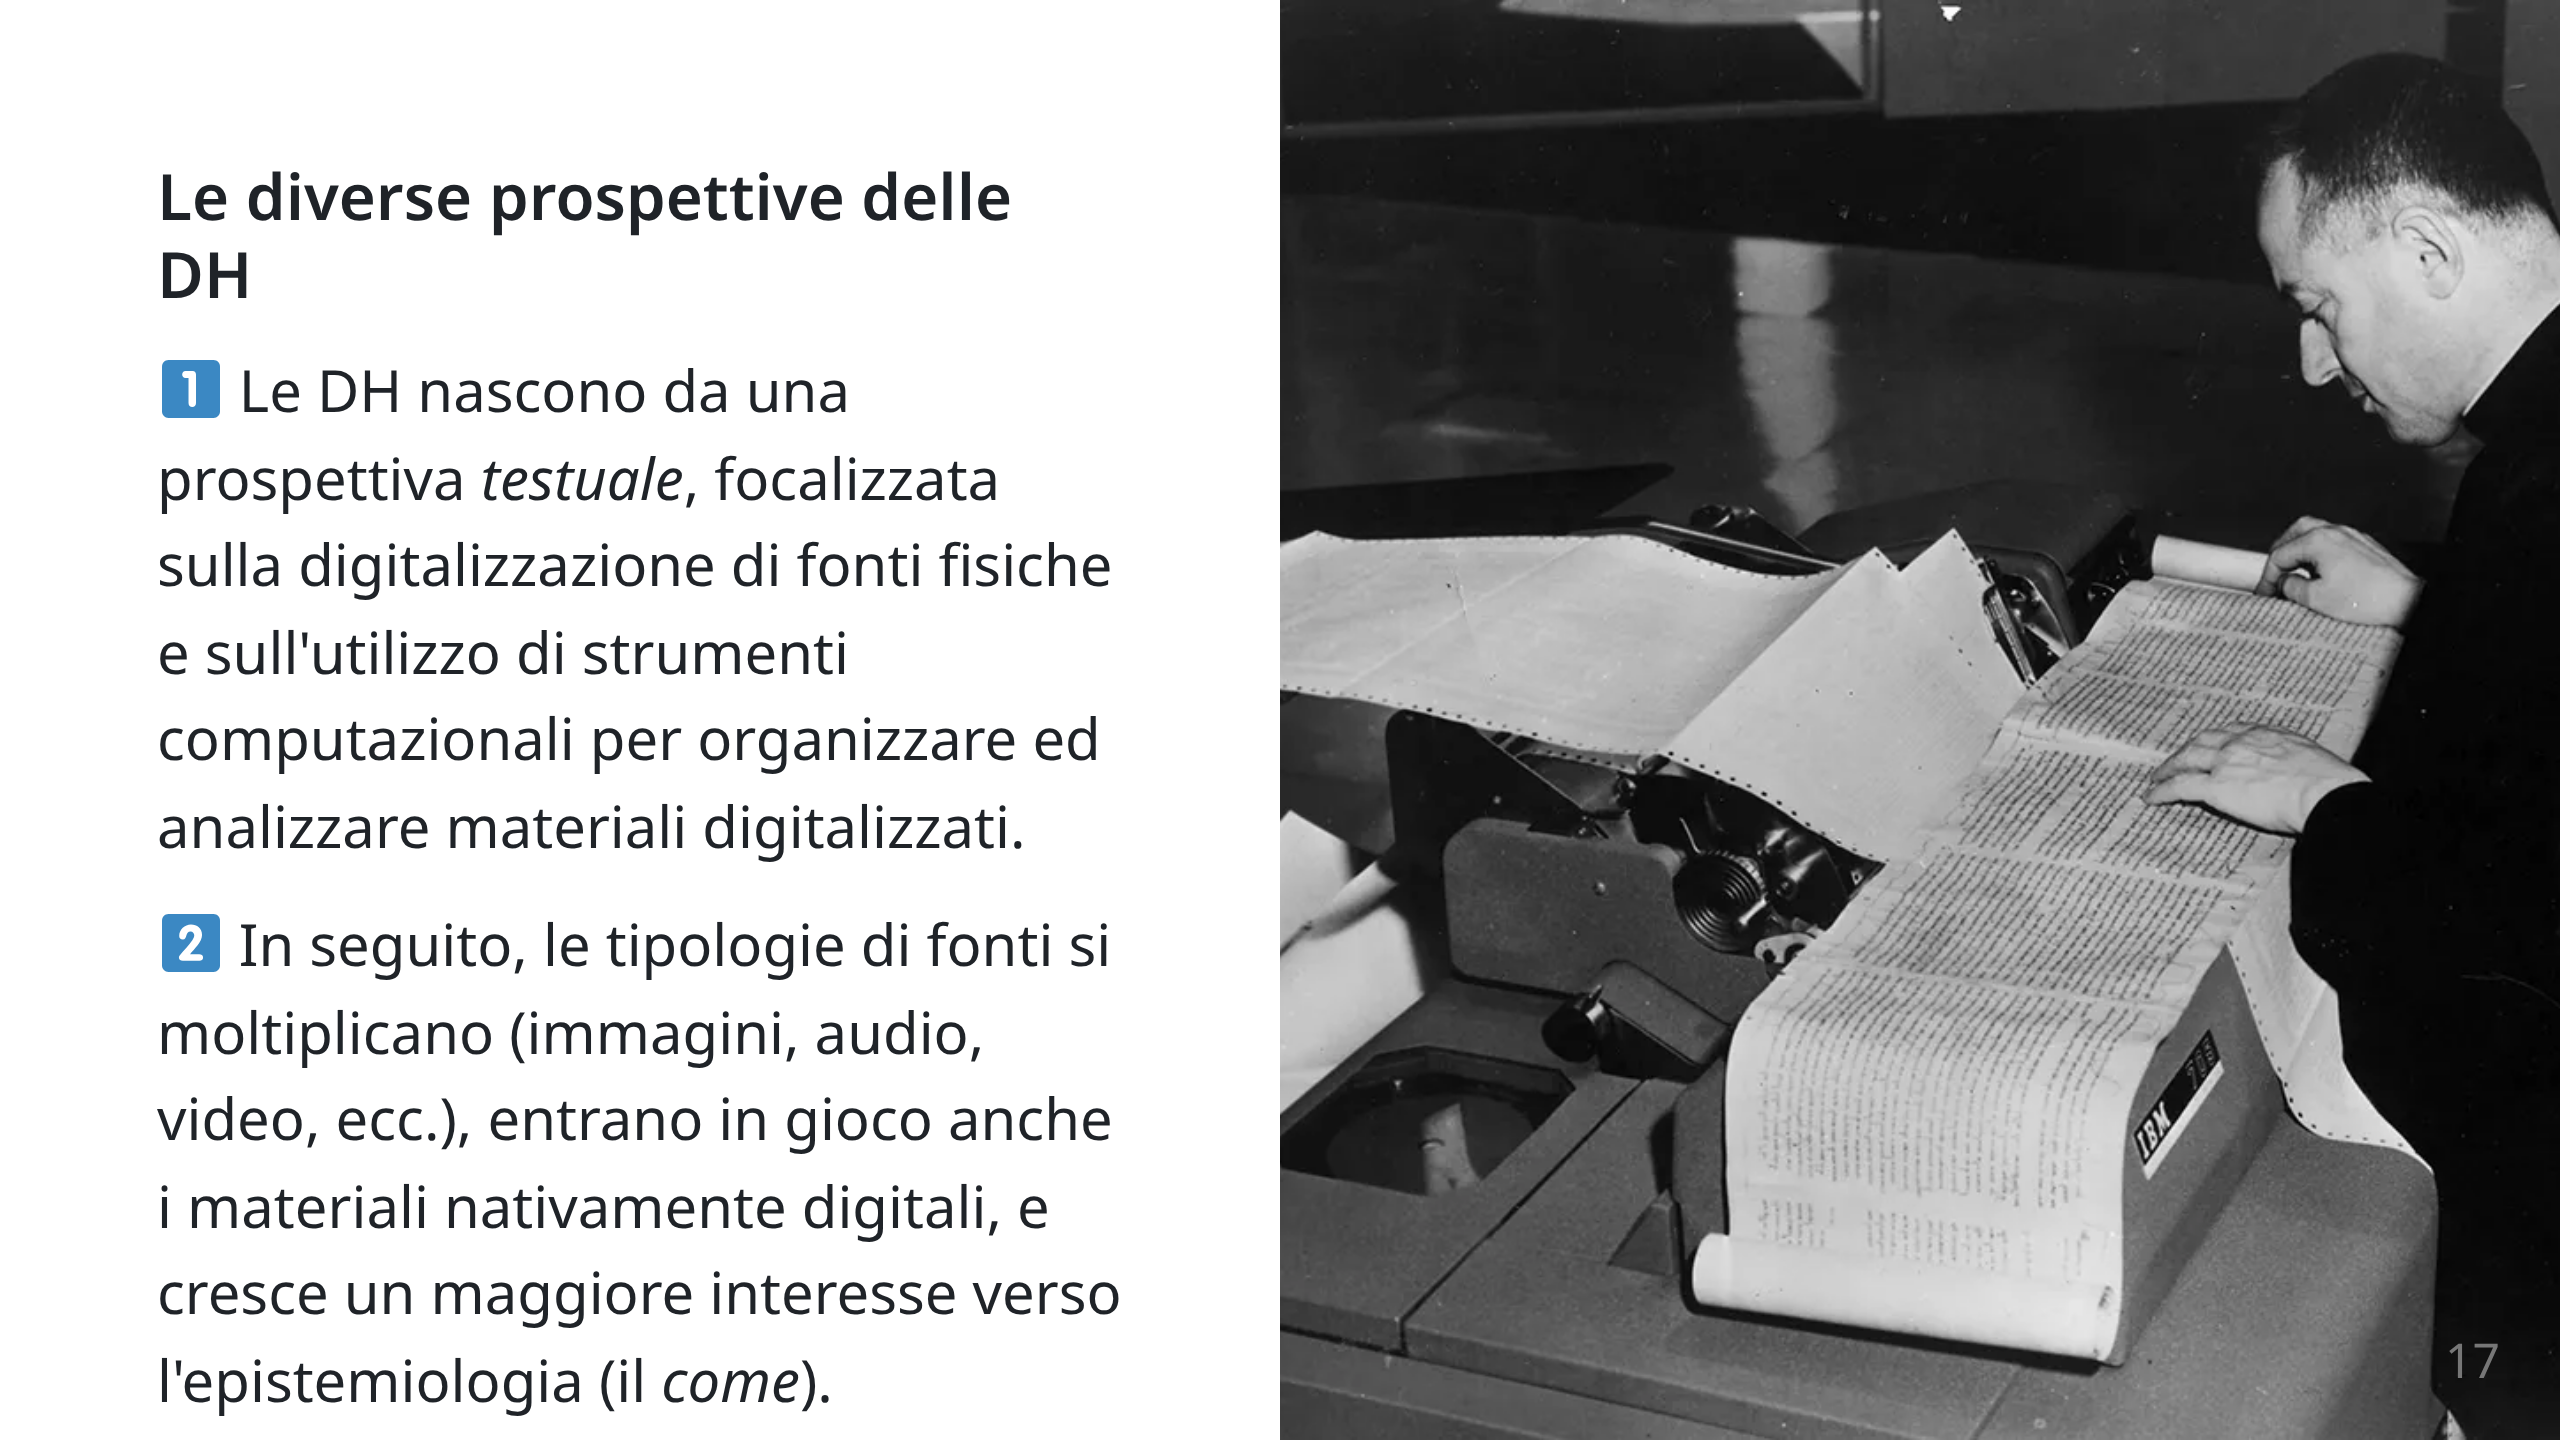 Le diverse prospettive delle
DH
1 Le DH nascono da una
prospettiva testuale, focalizzata
sulla digitalizzazione di fonti fisiche
e sull'utilizzo di strumenti
computazionali per organizzare ed
analizzare materiali digitalizzati.
2 In seguito, le tipologie di fonti si
moltiplicano (immagini, audio,
video, ecc.), entrano in gioco anche
i materiali nativamente digitali, e
cresce un maggiore interesse verso
l'epistemiologia (il come).
IBM
17